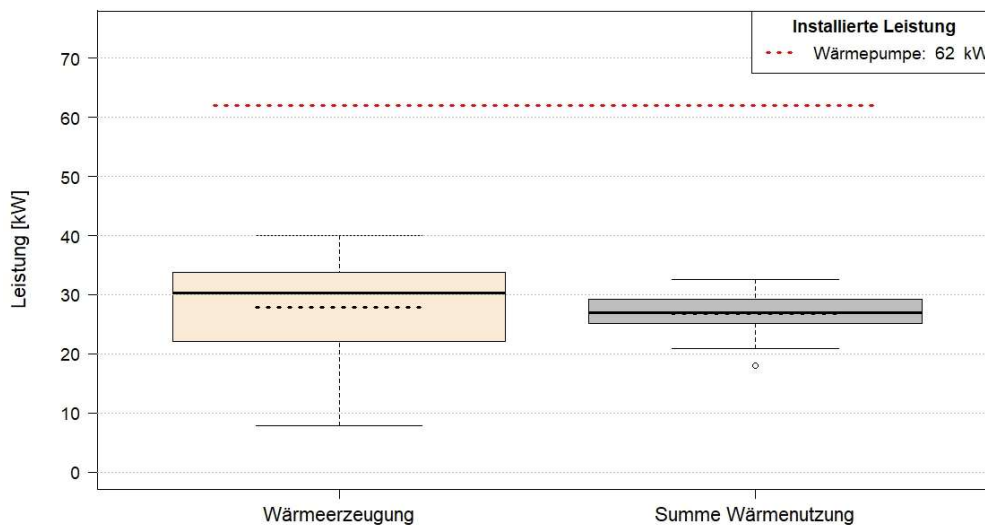 Installierte Leistung
Wärmepumpe: 62 kW
70
60
50
40
30
20
10
0
Leistung [kW]
Wärmeerzeugung
Summe Wärmenutzung